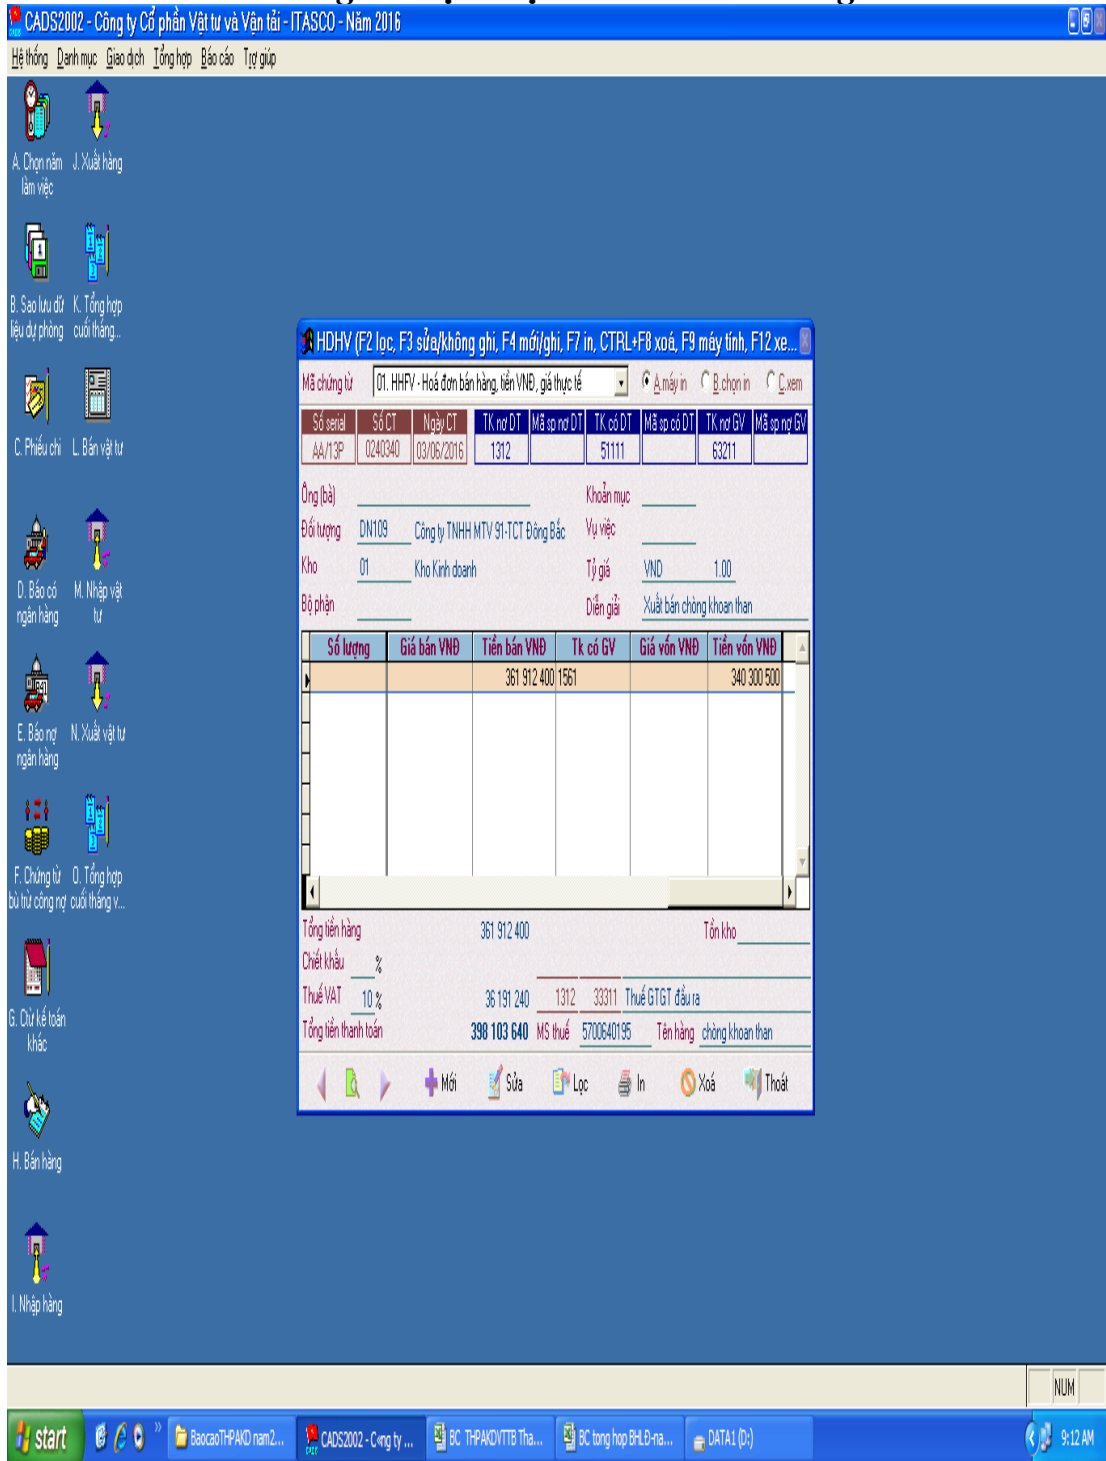 CADS2002 - Công ty Cổ phần Vật tư và Vận tải - ITASCO - Năm 2016
Hệ thống Danh mục Giao dịch Tổng hợp Báo cáo Trợ giúp
A. Chọn năm làm việc
J. Xuất hàng
B. Sao lưu dữ liệu dự phòng
K. Tổng hợp cuối tháng...
C. Phiếu chi
L. Bán vật tư
D. Báo có ngân hàng
M. Nhập vật tư
E. Báo nợ ngân hàng
N. Xuất vật tư
F. Chứng từ bù trừ công nợ
O. Tổng hợp cuối tháng v...
G. Ctừ kế toán khác
H. Bán hàng
I. Nhập hàng
HDHV (F2 lọc, F3 sửa/không ghi, F4 mới/ghi, F7 in, CTRL+F8 xoá, F9 máy tính, F12 xe...
Mã chứng từ 01. HHFV - Hoá đơn bán hàng, tiền VNĐ, giá thực tế A.máy in B.chọn in C.xem
Số serial Số CT Ngày CT TK nợ DT Mã sp nợ DT TK có DT Mã sp có DT TK nợ GV Mã sp nợ GV
AA/13P 0240340 03/06/2016 1312 51111 63211
Ông (bà) Khoản mục
Đối tượng DN109 Công ty TNHH MTV 91-TCT Đông Bắc Vụ việc
Kho 01 Kho Kinh doanh Tỷ giá VND 1.00
Bộ phận Diễn giải Xuất bán chòng khoan than
Số lượng Giá bán VNĐ Tiền bán VNĐ Tk có GV Giá vốn VNĐ Tiền vốn VNĐ
361 912 400 1561 340 300 500
Tổng tiền hàng 361 912 400 Tồn kho
Chiết khấu %
Thuế VAT 10 % 36 191 240 1312 33311 Thuế GTGT đầu ra
Tổng tiền thanh toán 398 103 640 MS thuế 5700640195 Tên hàng chòng khoan than
Mới Sửa Lọc In Xoá Thoát
NUM
start BaocaoTHPAKD nam2... CADS2002 - C«ng ty ... BC THPAKDVTTB Tha... BC tong hop BHLĐ-na... DATA1 (D:) 9:12 AM